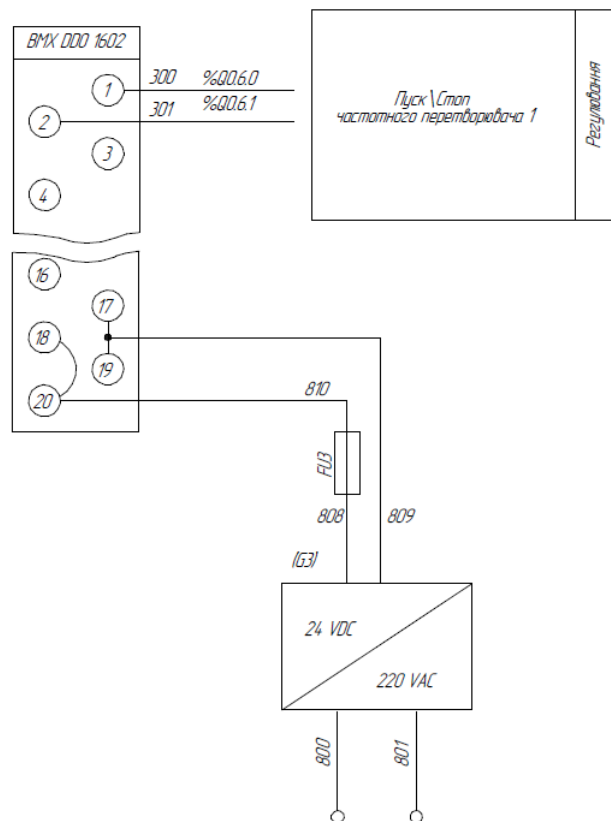 BMX DDO 1602
1
300
%Q0.6.0
2
301
%Q0.6.1
3
4
Пуск\Стоп
частотного перетворювача 1
Регулювання
16
17
18
19
20
810
FU3
808
809
(G3)
24 VDC
220 VAC
800
801